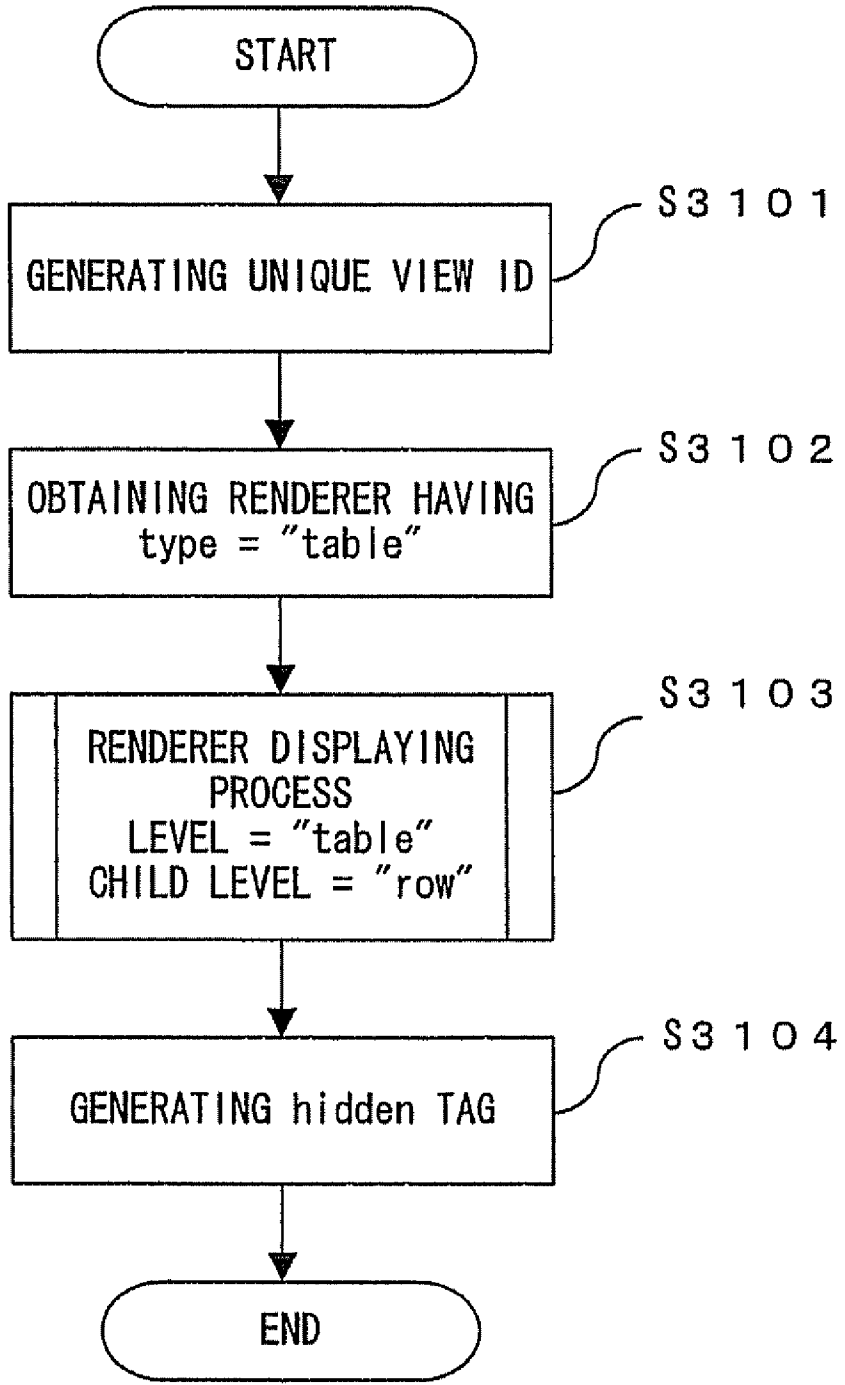 START
S3101
GENERATING UNIQUE VIEW ID
S3102
OBTAINING RENDERER HAVING
type = "table"
S3103
RENDERER DISPLAYING
PROCESS
LEVEL = "table"
CHILD LEVEL = "row"
S3104
GENERATING hidden TAG
END